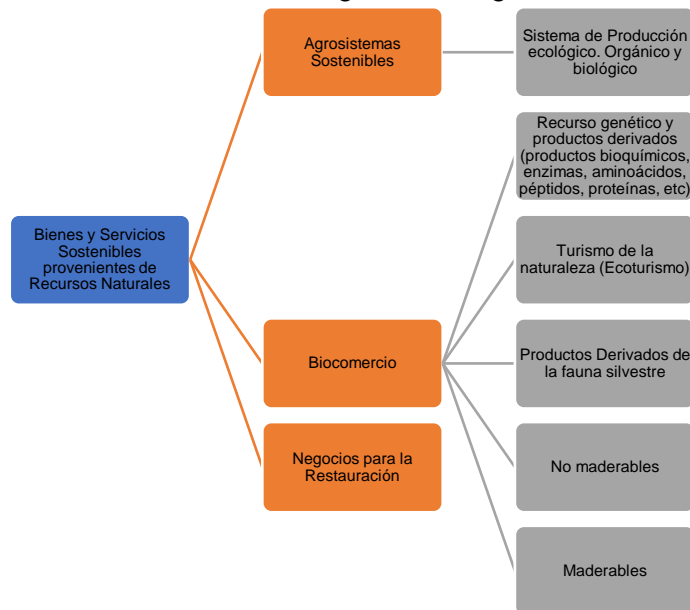 Agrosistemas
Sostenibles
Sistema de Producción
ecológico. Orgánico y
biológico
Recurso genético y
productos derivados
(productos bioquímicos,
enzimas, aminoácidos,
péptidos, proteínas, etc)
Bienes y Servicios
Sostenibles
provenientes de
Recursos Naturales
Turismo de la
naturaleza (Ecoturismo)
Biocomercio
Productos Derivados de
la fauna silvestre
Negocios para la
Restauración
No maderables
Maderables